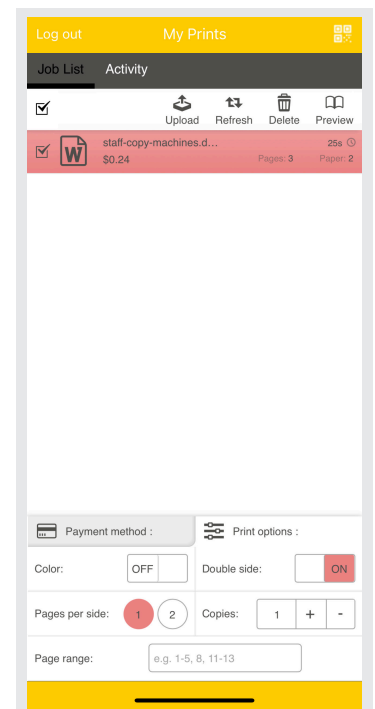 Log out My Prints
Job List Activity
Upload Refresh Delete Preview
staff-copy-machines.d... 25s
W $0.24 Pages: 3 Paper: 2
Payment method : Print options :
Color: OFF Double side: ON
Pages per side: 1 2 Copies: 1 + -
Page range: e.g. 1-5, 8, 11-13